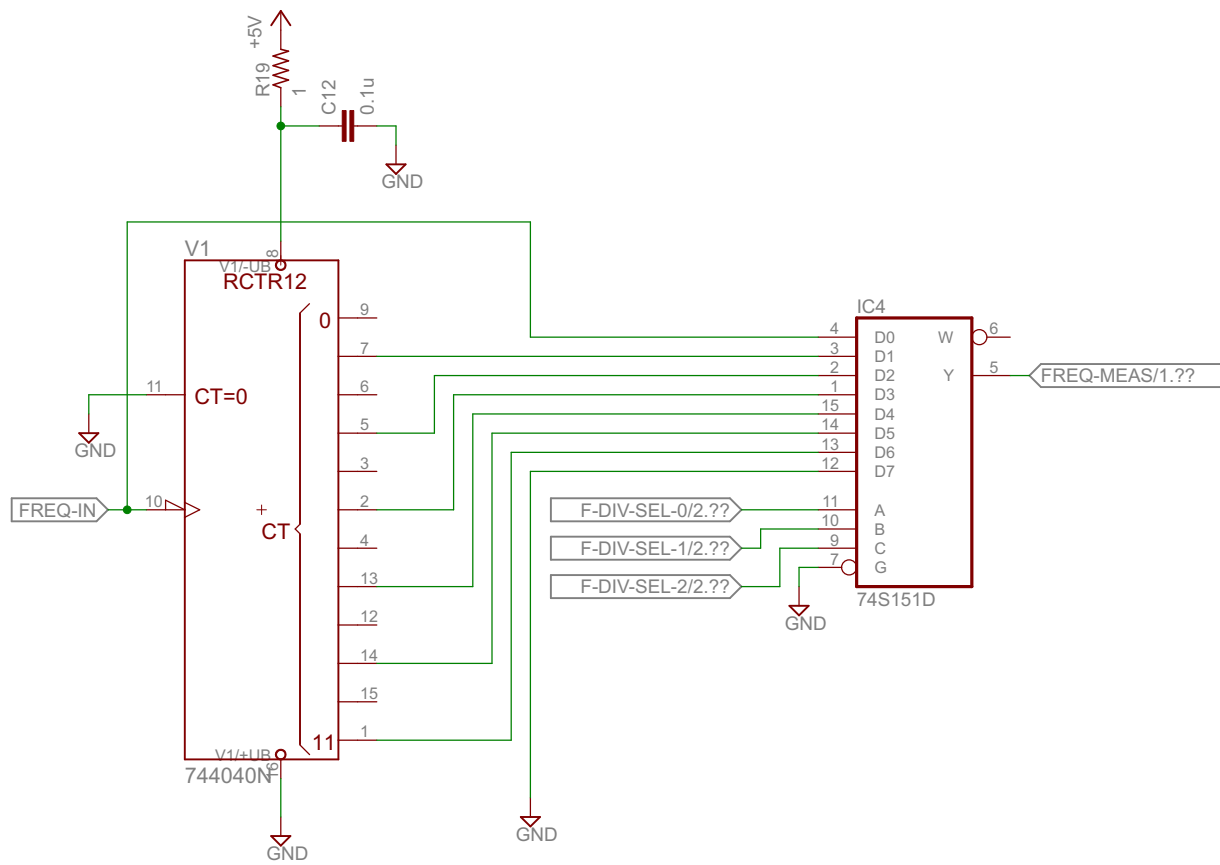 +5V
R19
1
C12
0.1u
GND
V1
8
V1/-UB
RCTR12
0
9
7
11
CT=0
6
GND
5
3
FREQ-IN
10
+
CT
2
4
13
12
14
15
11
1
V1/+UB
16
744040N
GND
IC4
4
D0
W
6
3
D1
2
D2
Y
5
FREQ-MEAS/1.??
1
D3
15
D4
14
D5
13
D6
12
D7
F-DIV-SEL-0/2.??
11
A
F-DIV-SEL-1/2.??
10
B
9
C
F-DIV-SEL-2/2.??
7
G
74S151D
GND
GND